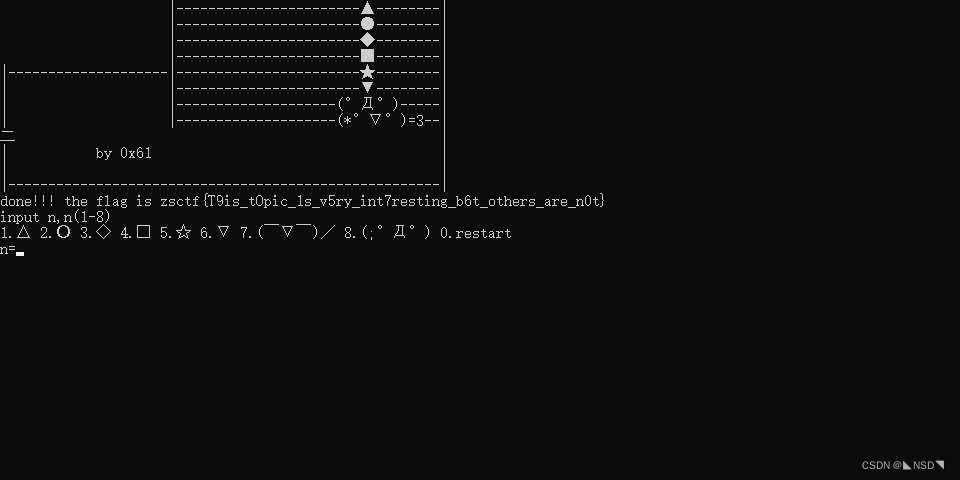 -----------------------▲--------
-----------------------●--------
-----------------------◆--------
-----------------------■--------
|--------------------|-----------------------★--------
-----------------------▼--------
--------------------(° Д° )-----
--------------------(*° ▽° )=3--
by 0x61
|------------------------------------------------------|
done!!! the flag is zsctf{T9is_tOpic_1s_v5ry_int7resting_b6t_others_are_n0t}
input n,n(1-8)
1.△ 2.○ 3.◇ 4.□ 5.☆ 6.▽ 7.(￣▽￣)／ 8.(;° Д° ) 0.restart
n=
CSDN @◣NSD◥